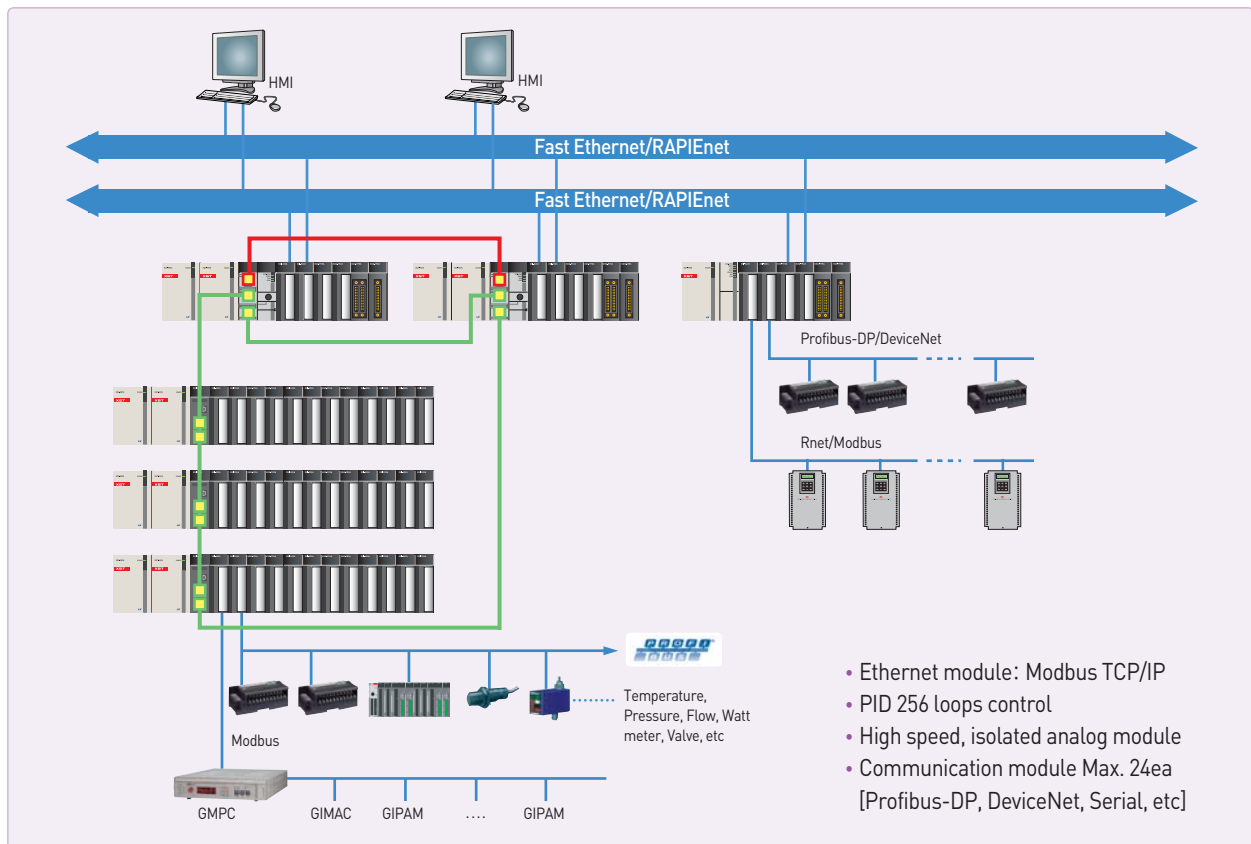 HMI
HMI
Fast Ethernet/RAPIEnet
Fast Ethernet/RAPIEnet
Profibus-DP/DeviceNet
Rnet/Modbus
PROFI
Temperature,
Pressure, Flow, Watt
meter, Valve, etc
Modbus
GMPC
GIMAC
GIPAM
....
GIPAM
• Ethernet module: Modbus TCP/IP
• PID 256 loops control
• High speed, isolated analog module
• Communication module Max. 24ea
[Profibus-DP, DeviceNet, Serial, etc]